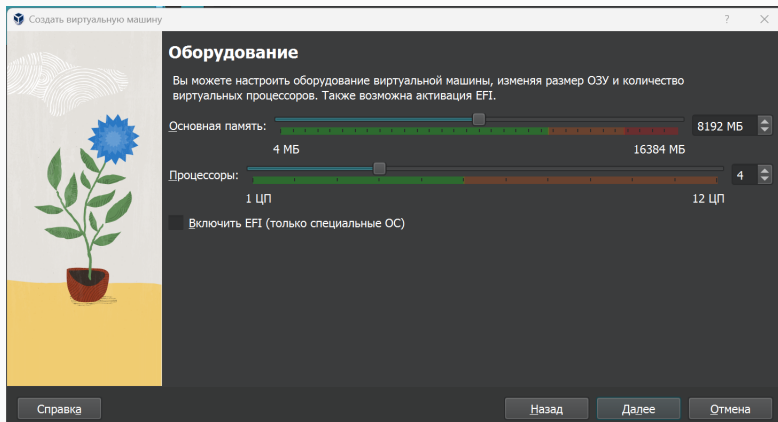 Создать виртуальную машину
Оборудование
Вы можете настроить оборудование виртуальной машины, изменяя размер ОЗУ и количество
виртуальных процессоров. Также возможна активация EFI.
Основная память:
8192 МБ
4 МБ
16384 МБ
Процессоры:
4
1 ЦП
12 ЦП
Включить EFI (только специальные ОС)
Справка
Назад
Далее
Отмена